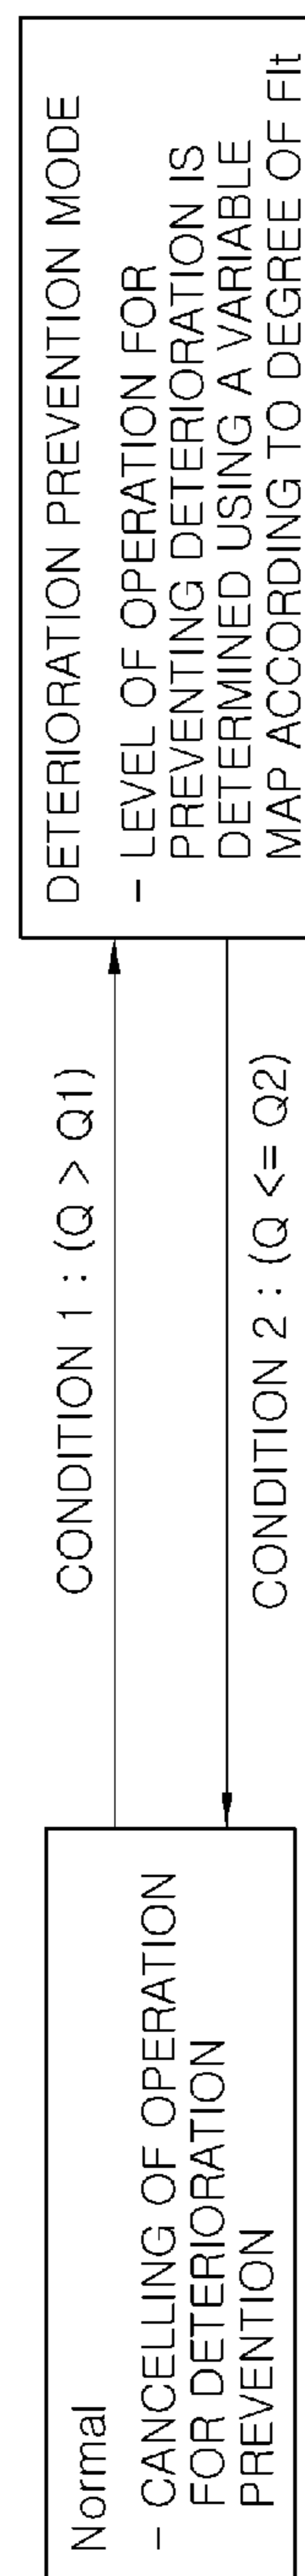 Normal
- CANCELLING OF OPERATION
FOR DETERIORATION
PREVENTION
CONDITION 1 : (Q > Q1)
CONDITION 2 : (Q <= Q2)
DETERIORATION PREVENTION MODE
- LEVEL OF OPERATION FOR
PREVENTING DETERIORATION IS
DETERMINED USING A VARIABLE
MAP ACCORDING TO DEGREE OF Flt